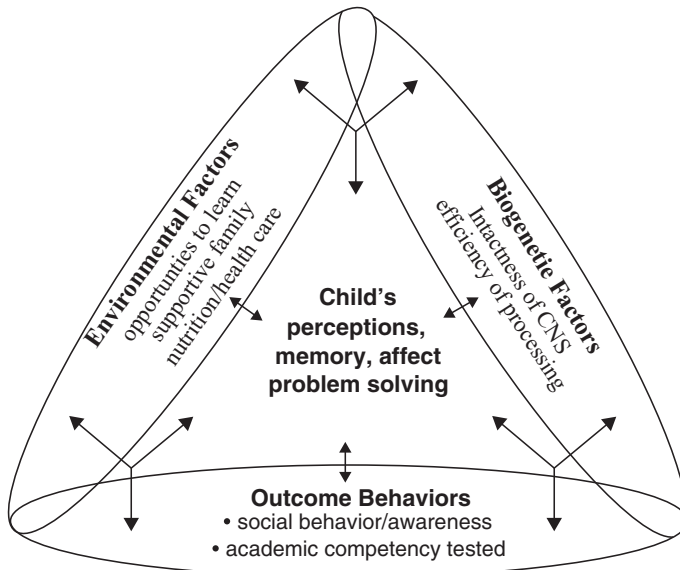 Environmental Factors
opportunities to learn
supportive family
nutrition/health care
Biogenetic Factors
Intactness of CNS
efficiency of processing
Child's
perceptions,
memory, affect
problem solving
Outcome Behaviors
• social behavior/awareness
• academic competency tested